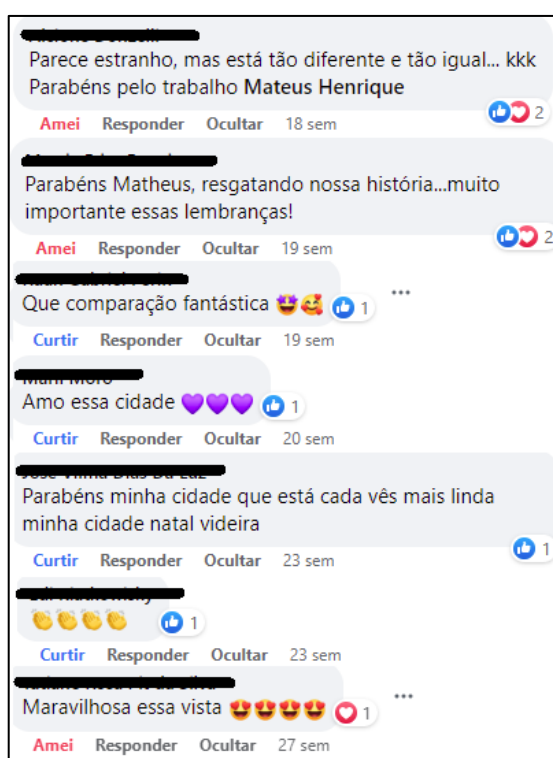 Parece estranho, mas está tão diferente e tão igual... kkk
Parabéns pelo trabalho Mateus Henrique
2
Amei Responder Ocultar 18 sem
Parabéns Matheus, resgatando nossa história...muito
importante essas lembranças!
2
Amei Responder Ocultar 19 sem
Que comparação fantástica 🤩🥰 1
Curtir Responder Ocultar 19 sem
Amo essa cidade 💜💜💜 1
Curtir Responder Ocultar 20 sem
Parabéns minha cidade que está cada vês mais linda
minha cidade natal videira
1
Curtir Responder Ocultar 23 sem
👏👏👏👏 1
Curtir Responder Ocultar 23 sem
Maravilhosa essa vista 😍😍😍😍 1
Amei Responder Ocultar 27 sem